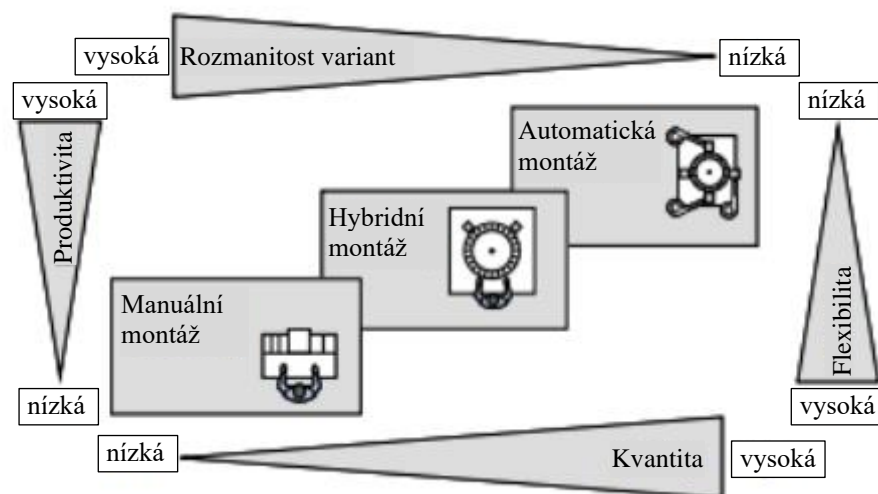 vysoká
Rozmanitost variant
nízká
vysoká
Produktivita
nízká
nízká
Flexibilita
vysoká
Automatická
montáž
Hybridní
montáž
Manuální
montáž
nízká
Kvantita
vysoká